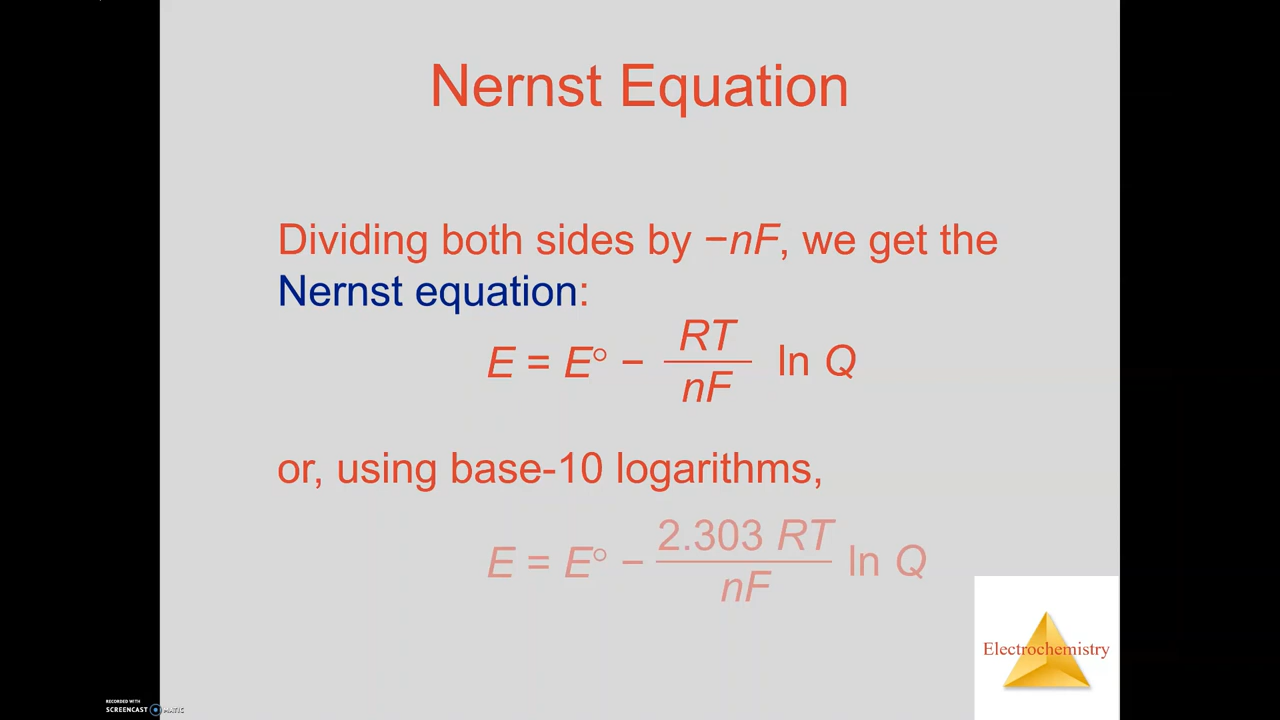 Nernst Equation
Dividing both sides by −nF, we get the
Nernst equation:
E = E° − RT/nF ln Q
or, using base-10 logarithms,
E = E° − 2.303 RT/nF ln Q
Electrochemistry
RECORDED WITH
SCREENCAST MATIC